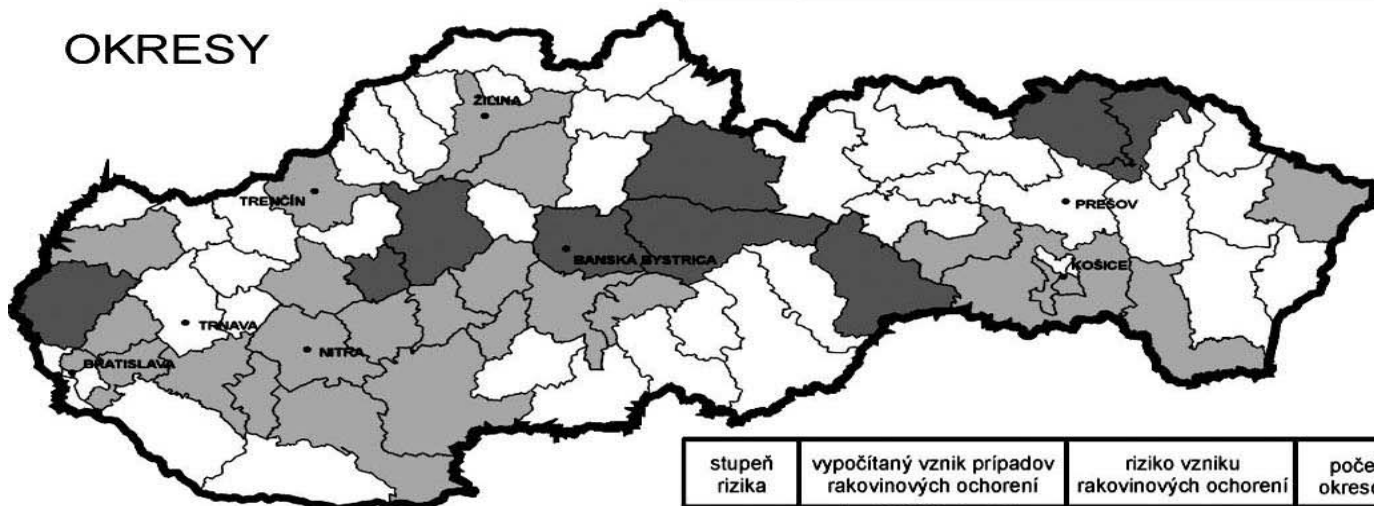 OKRESY
ŽILINA
TRENČÍN
PREŠOV
BANSKÁ BYSTRICA
KOŠICE
TRNAVA
NITRA
BRATISLAVA
stupeň
rizika
vypočítaný vznik prípadov
rakovinových ochorení
riziko vzniku
rakovinových ochorení